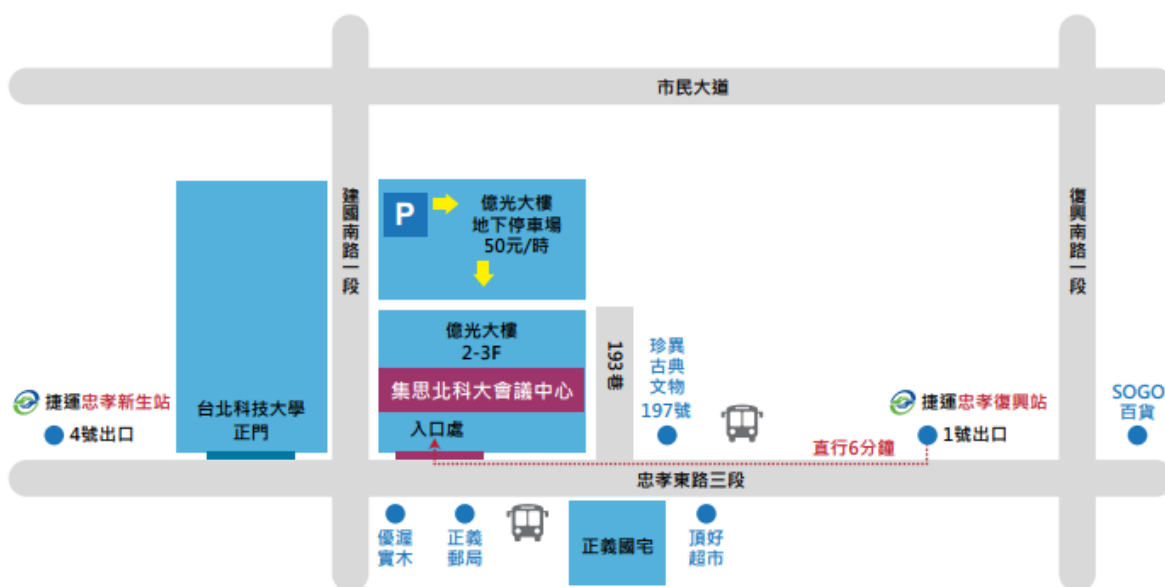 市民大道
建國南路一段
復興南路一段
P
億光大樓
地下停車場
50元/時
億光大樓
2-3F
集思北科大會議中心
入口處
193巷
珍異
古典
文物
197號
捷運忠孝新生站
4號出口
台北科技大學
正門
捷運忠孝復興站
1號出口
SOGO
百貨
直行6分鐘
忠孝東路三段
優渥
實木
正義
郵局
正義國宅
頂好
超市